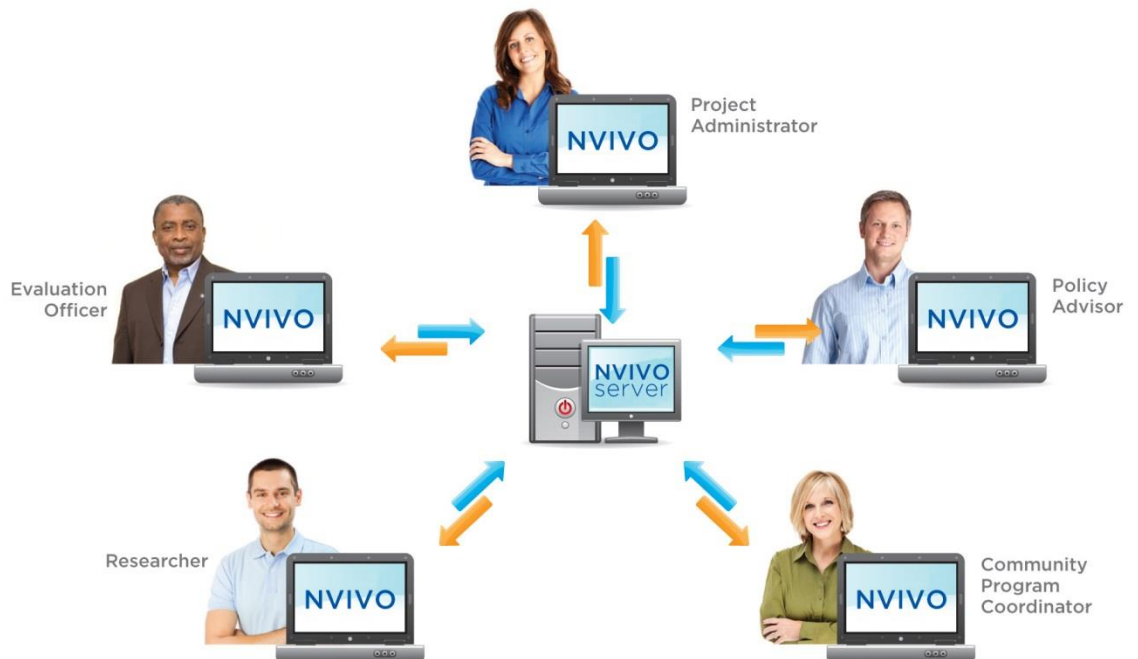 NVIVO
Project
Administrator
Evaluation
Officer
NVIVO
NVIVO
Policy
Advisor
NVIVO
server
Researcher
NVIVO
NVIVO
Community
Program
Coordinator